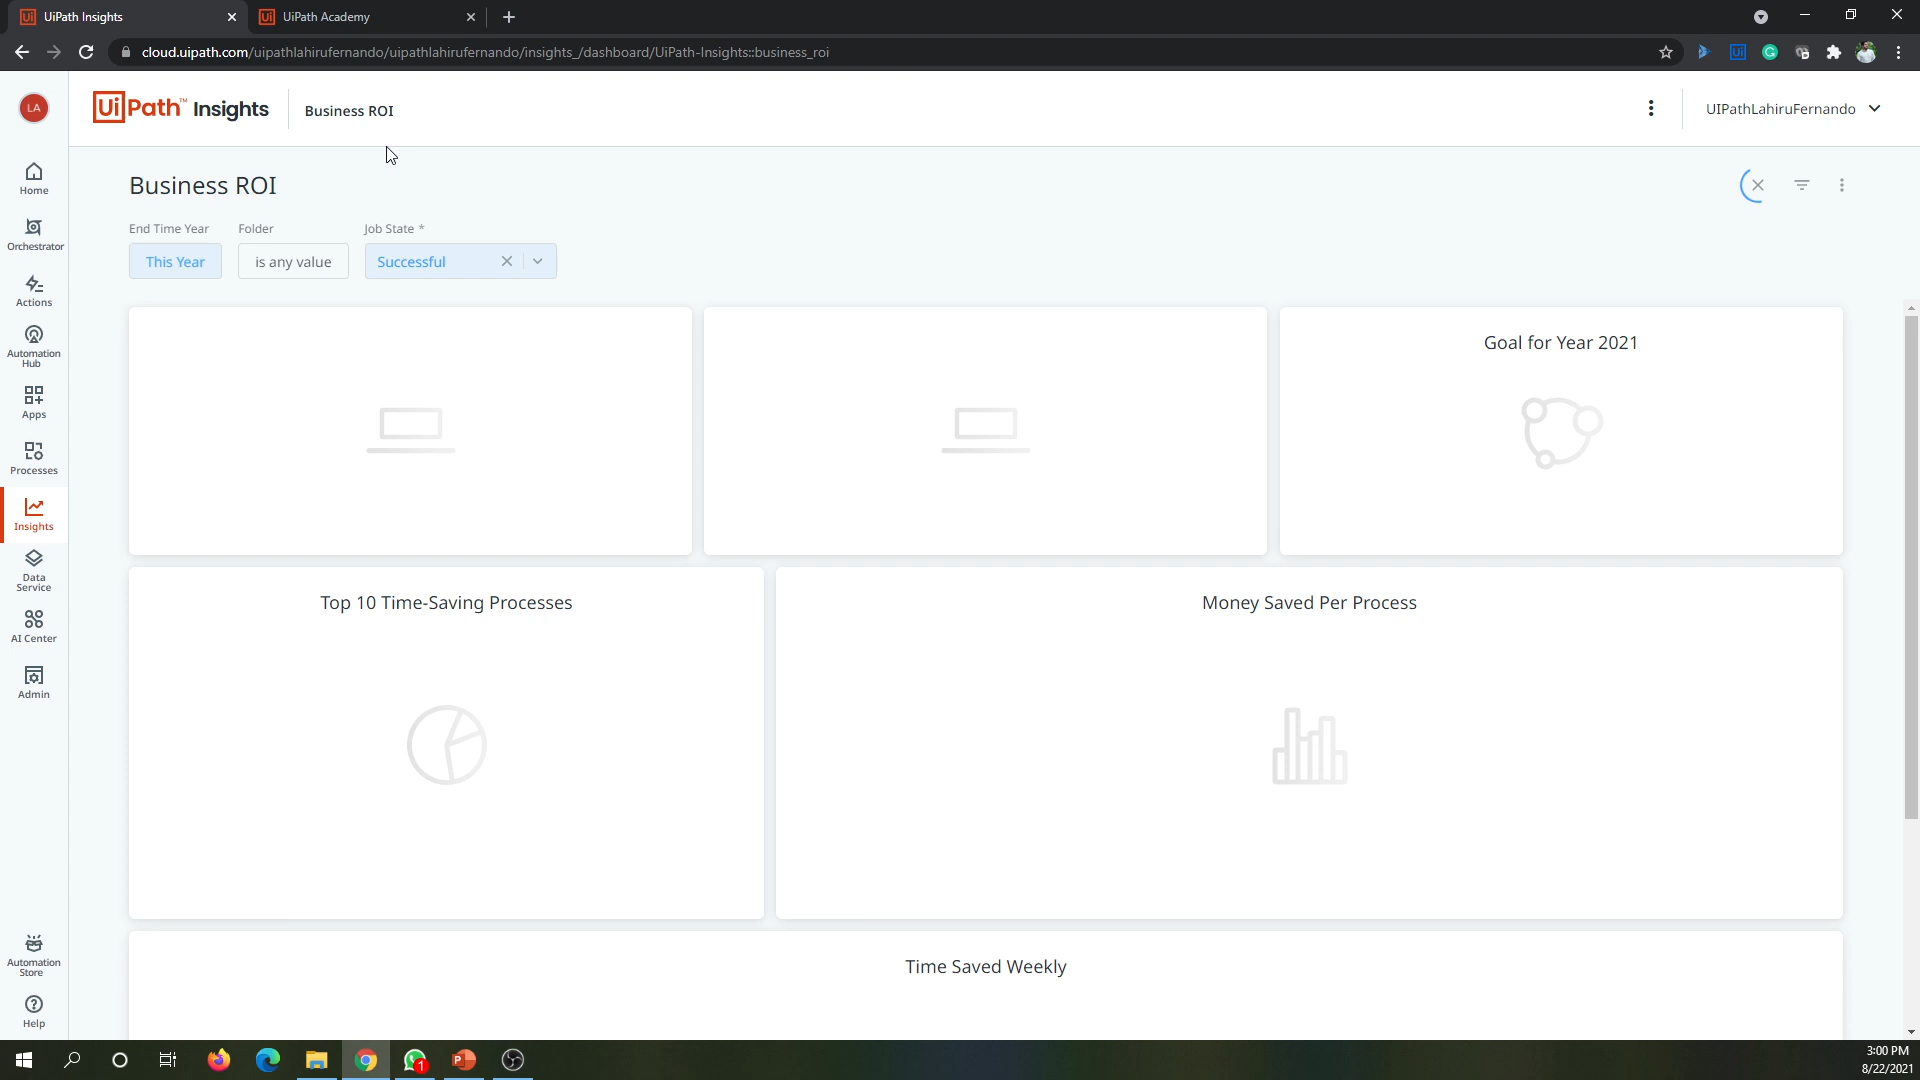 UiPath Insights
UiPath Academy
cloud.uipath.com/uipathlahirufernando/uipathlahirufernando/insights_/dashboard/UiPath-Insights::business_roi
LA
UiPath™ Insights
Business ROI
UIPathLahiruFernando
Home
Orchestrator
Actions
Automation
Hub
Apps
Processes
Insights
Data
Service
AI Center
Admin
Automation
Store
Help
Business ROI
End Time Year
Folder
Job State *
This Year
is any value
Successful
Goal for Year 2021
Top 10 Time-Saving Processes
Money Saved Per Process
Time Saved Weekly
1
3:00 PM
8/22/2021